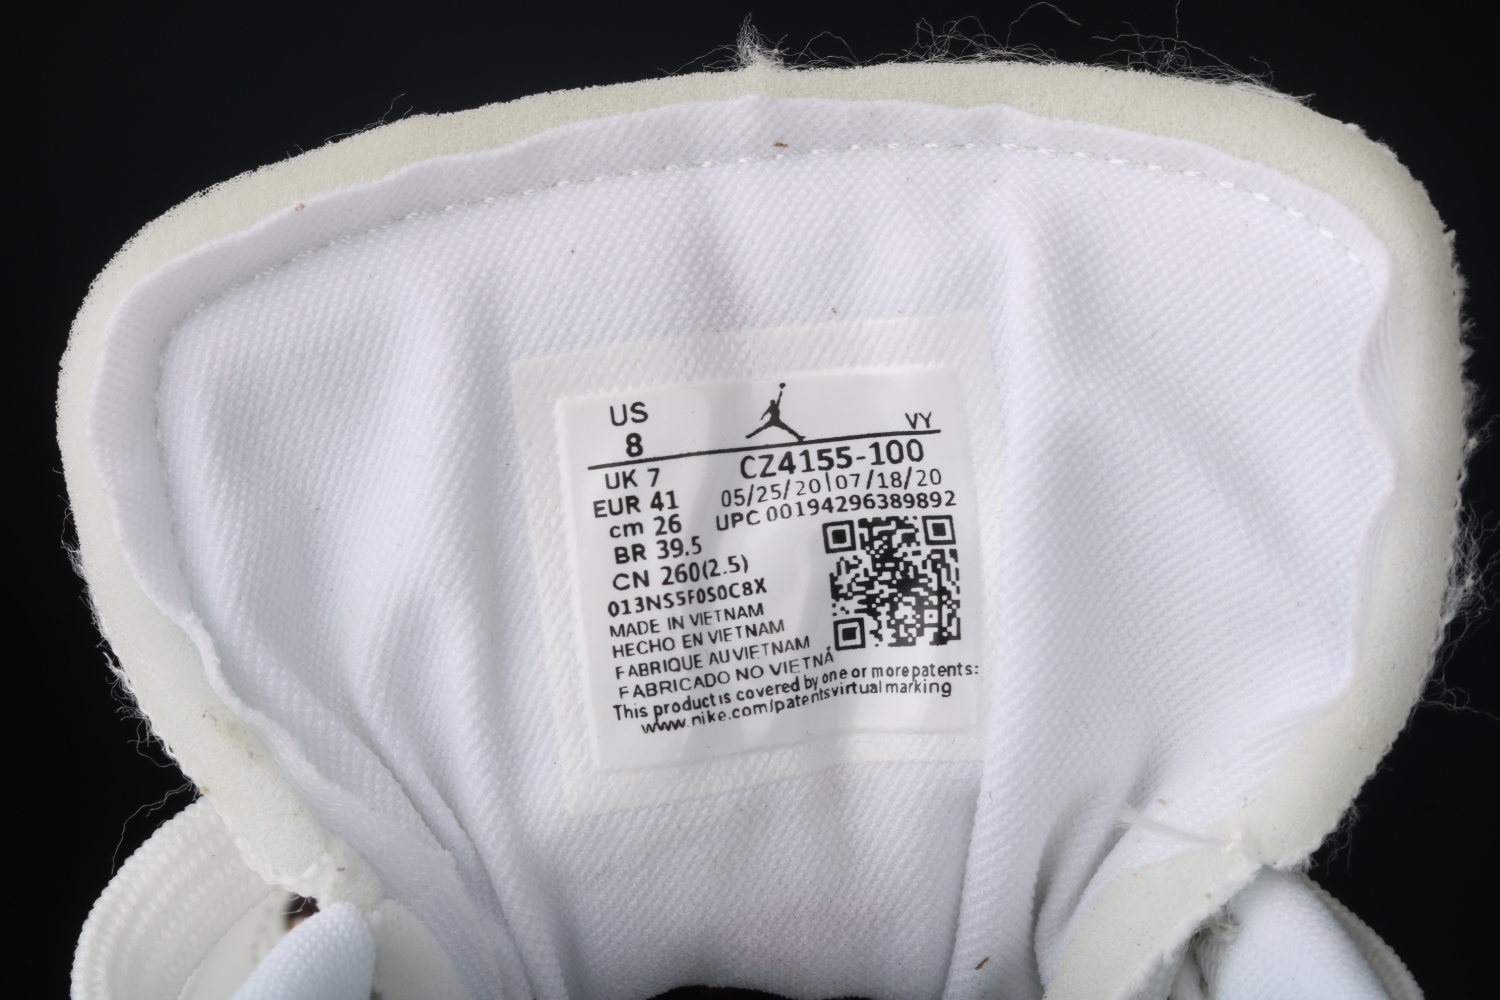 US
8
VY
UK 7
CZ4155-100
EUR 41
05/25/20|07/18/20
cm 26
UPC 00194296389892
BR 39.5
CN 260(2.5)
013NS5F0S0C8X
MADE IN VIETNAM
HECHO EN VIETNAM
FABRIQUE AU VIETNAM
FABRICADO NO VIETNÃ
This product is covered by one or more patents:
www.nike.com/patentsvirtualmarking